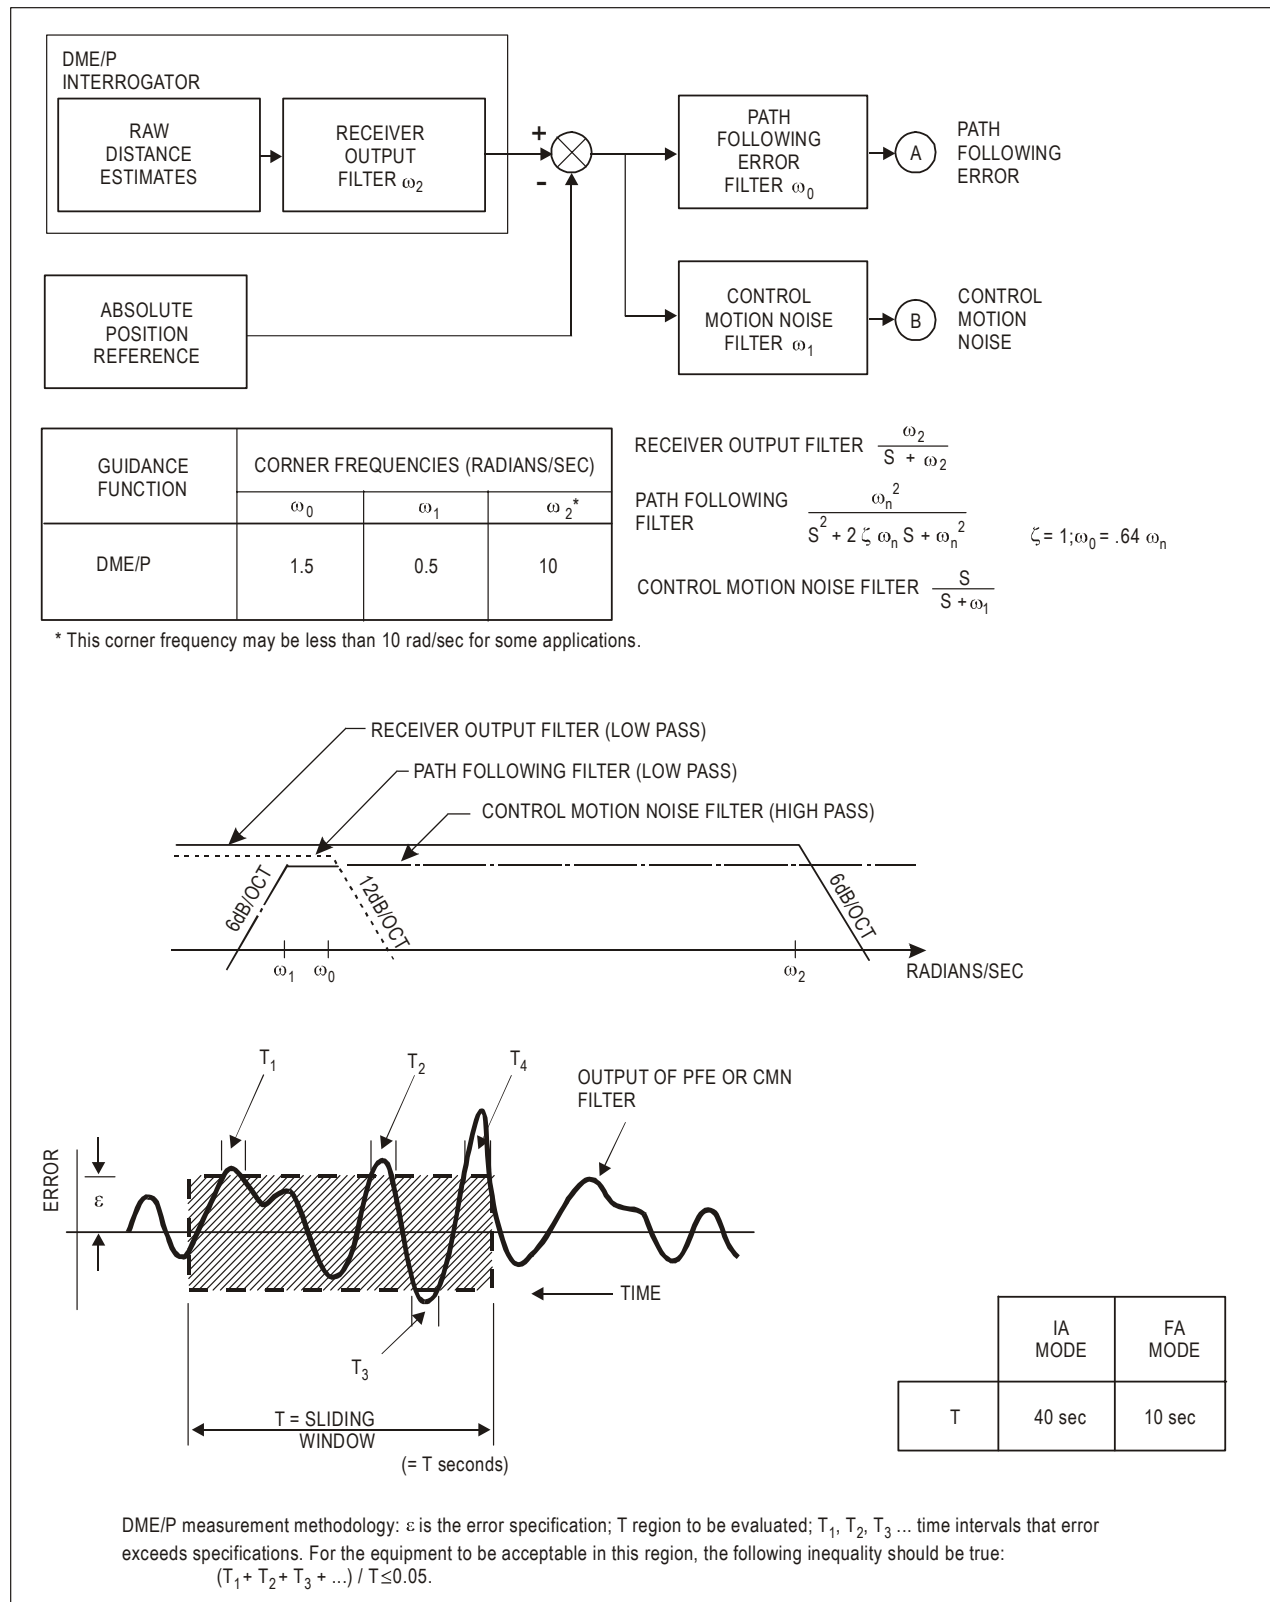 DME/P
INTERROGATOR
RAW
DISTANCE
ESTIMATES
RECEIVER
OUTPUT
FILTER ω2
+
-
PATH
FOLLOWING
ERROR
FILTER ω0
A
PATH
FOLLOWING
ERROR
ABSOLUTE
POSITION
REFERENCE
CONTROL
MOTION NOISE
FILTER ω1
B
CONTROL
MOTION
NOISE
GUIDANCE
FUNCTION
CORNER FREQUENCIES (RADIANS/SEC)
ω0 ω1 ω2*
DME/P 1.5 0.5 10
* This corner frequency may be less than 10 rad/sec for some applications.
RECEIVER OUTPUT FILTER ω2 / (S + ω2)
PATH FOLLOWING
FILTER ωn² / (S² + 2 ζ ωn S + ωn²) ζ = 1; ω0 = .64 ωn
CONTROL MOTION NOISE FILTER S / (S + ω1)
RECEIVER OUTPUT FILTER (LOW PASS)
PATH FOLLOWING FILTER (LOW PASS)
CONTROL MOTION NOISE FILTER (HIGH PASS)
6dB/OCT
12dB/OCT
6dB/OCT
ω1 ω0 ω2
RADIANS/SEC
T1 T2 T4
OUTPUT OF PFE OR CMN
FILTER
ERROR
ε
TIME
T3
T = SLIDING
WINDOW
(= T seconds)
IA
MODE
FA
MODE
T 40 sec 10 sec
DME/P measurement methodology: ε is the error specification; T region to be evaluated; T1, T2, T3 ... time intervals that error
exceeds specifications. For the equipment to be acceptable in this region, the following inequality should be true:
(T1 + T2 + T3 + ...) / T ≤ 0.05.